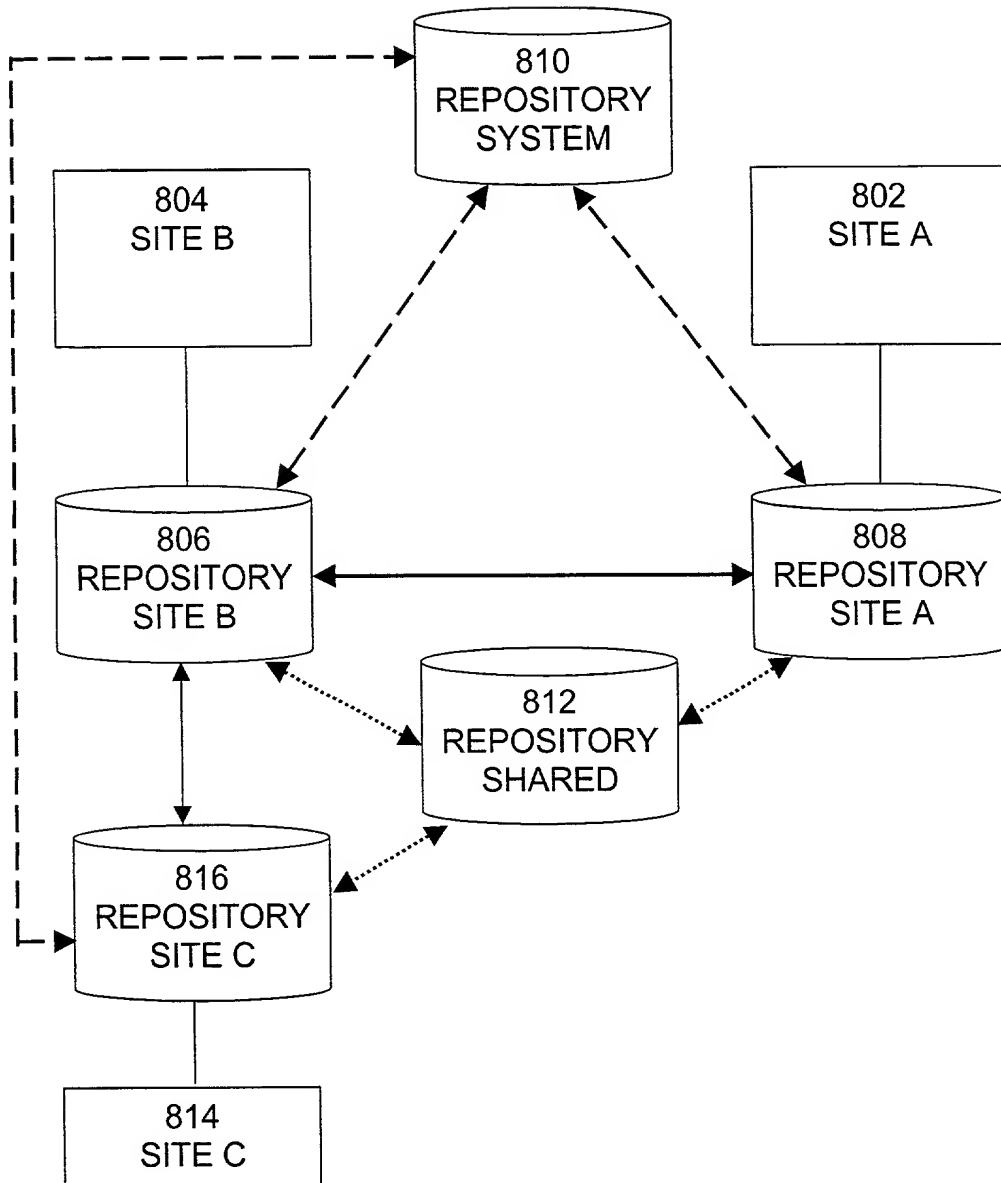 810
REPOSITORY
SYSTEM
804
SITE B
802
SITE A
806
REPOSITORY
SITE B
808
REPOSITORY
SITE A
812
REPOSITORY
SHARED
816
REPOSITORY
SITE C
814
SITE C